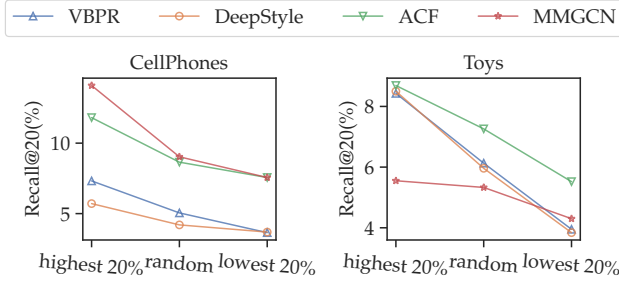 VBPR DeepStyle ACF MMGCN
CellPhones
Recall@20(%)
10
5
highest 20% random lowest 20%
Toys
Recall@20(%)
8
6
4
highest 20% random lowest 20%